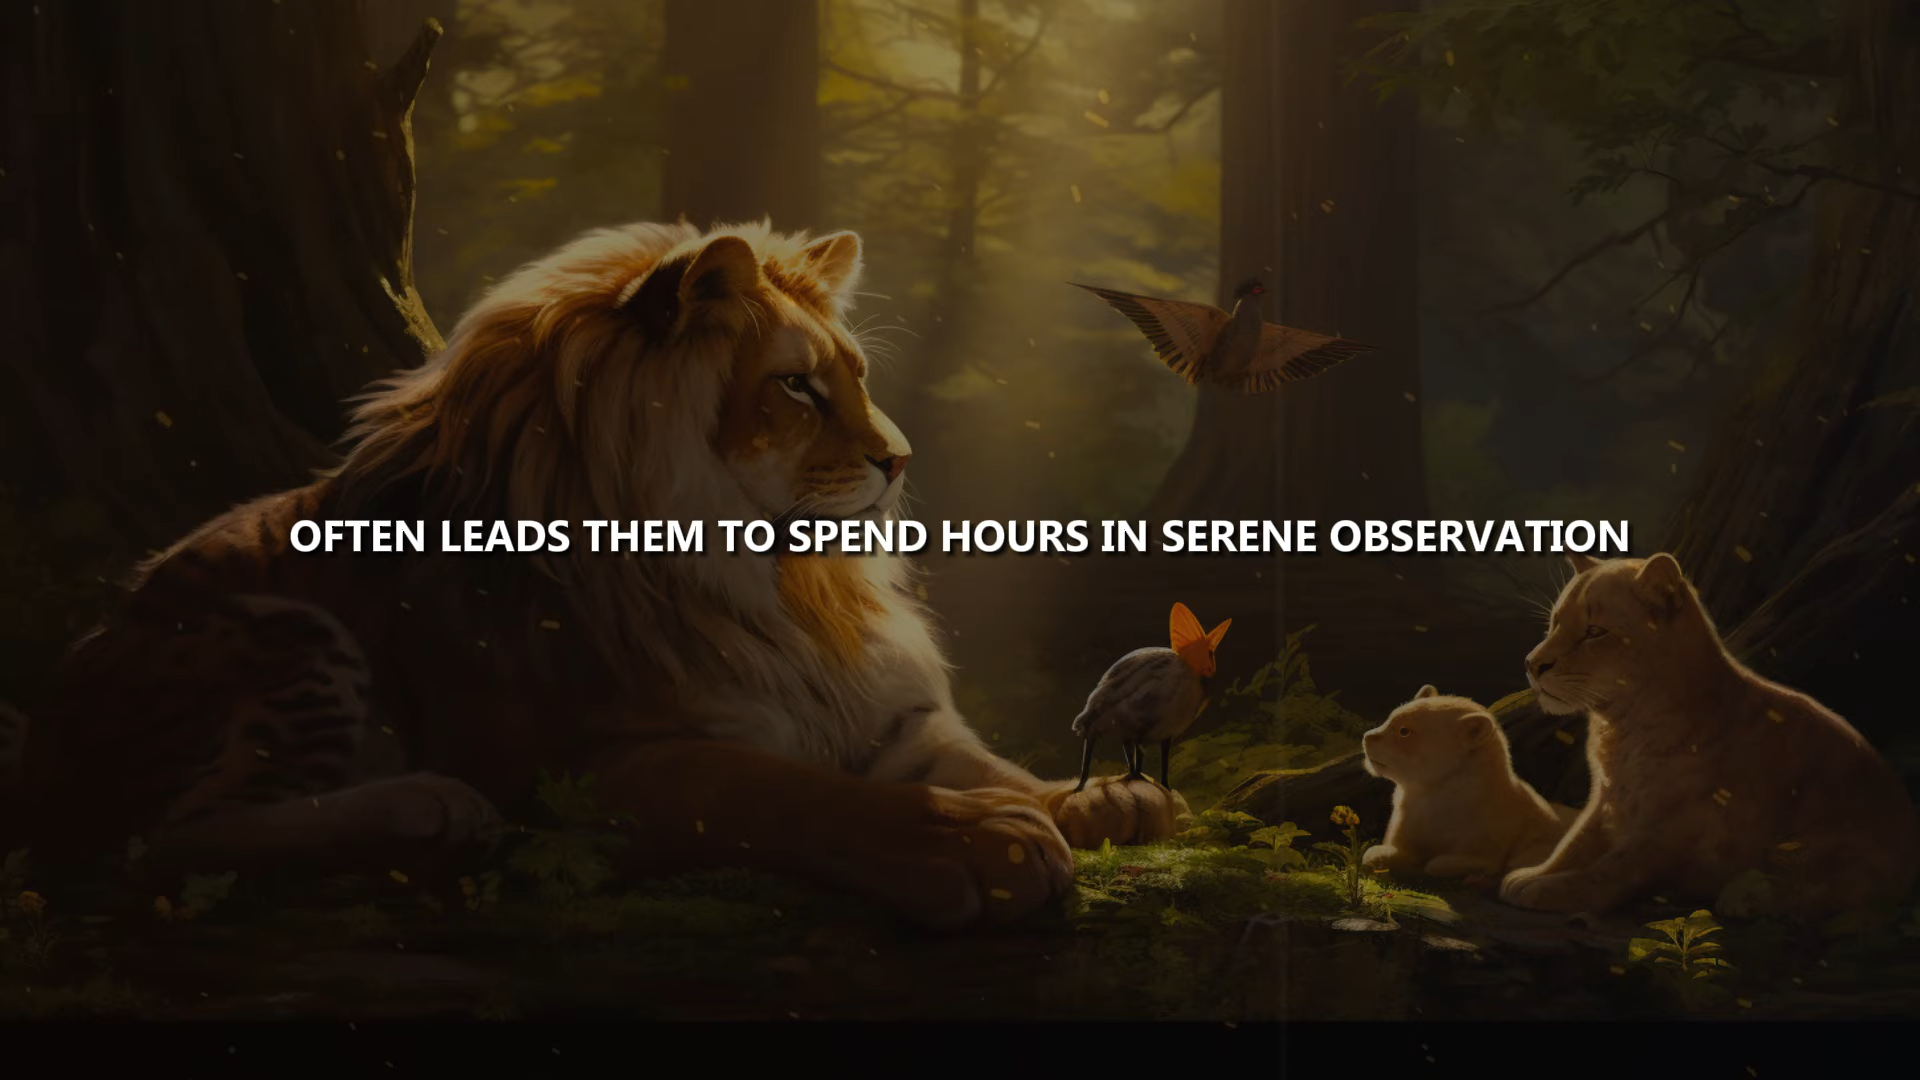 OFTEN LEADS THEM TO SPEND HOURS IN SERENE OBSERVATION